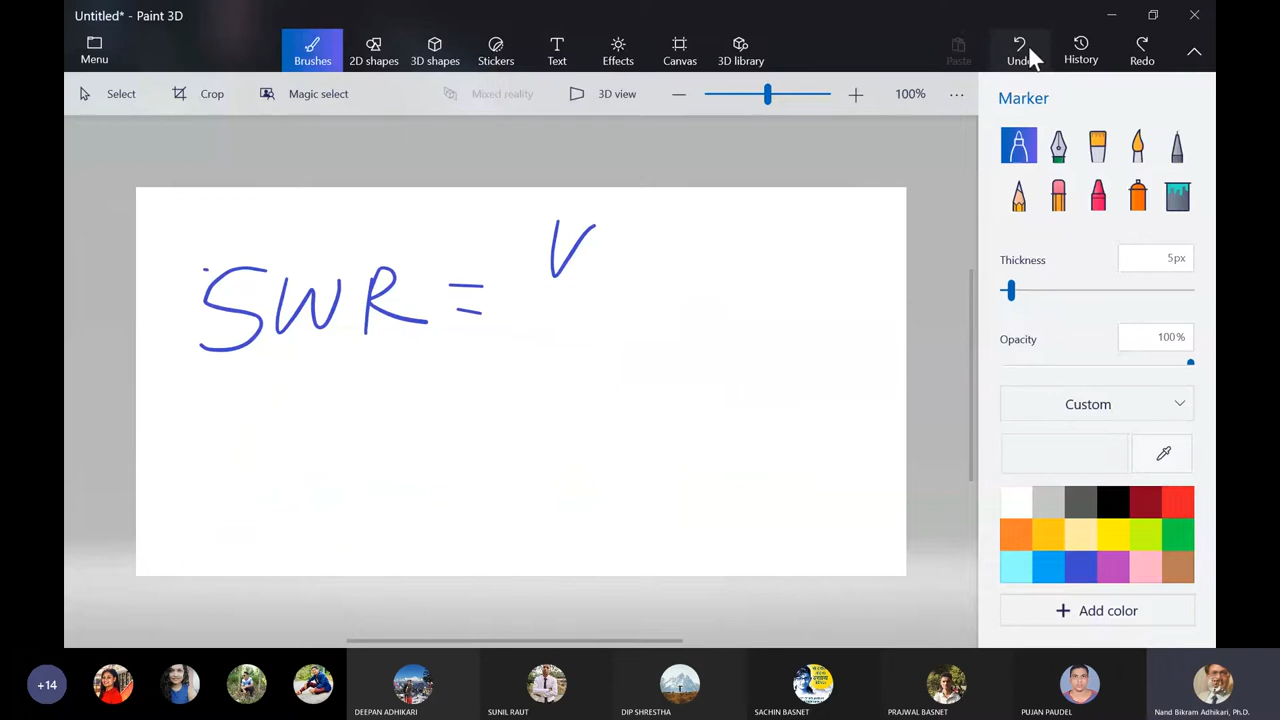 Untitled* - Paint 3D
Menu
Brushes
2D shapes
3D shapes
Stickers
Text
Effects
Canvas
3D library
Paste
Undo
History
Redo
Select
Crop
Magic select
Mixed reality
3D view
100%
Marker
Thickness
5px
Opacity
100%
Custom
Add color
SWR = V
+14
DEEPAN ADHIKARI
SUNIL RAUT
DIP SHRESTHA
SACHIN BASNET
PRAJWAL BASNET
PUJAN PAUDEL
Nand Bikram Adhikari, Ph.D.